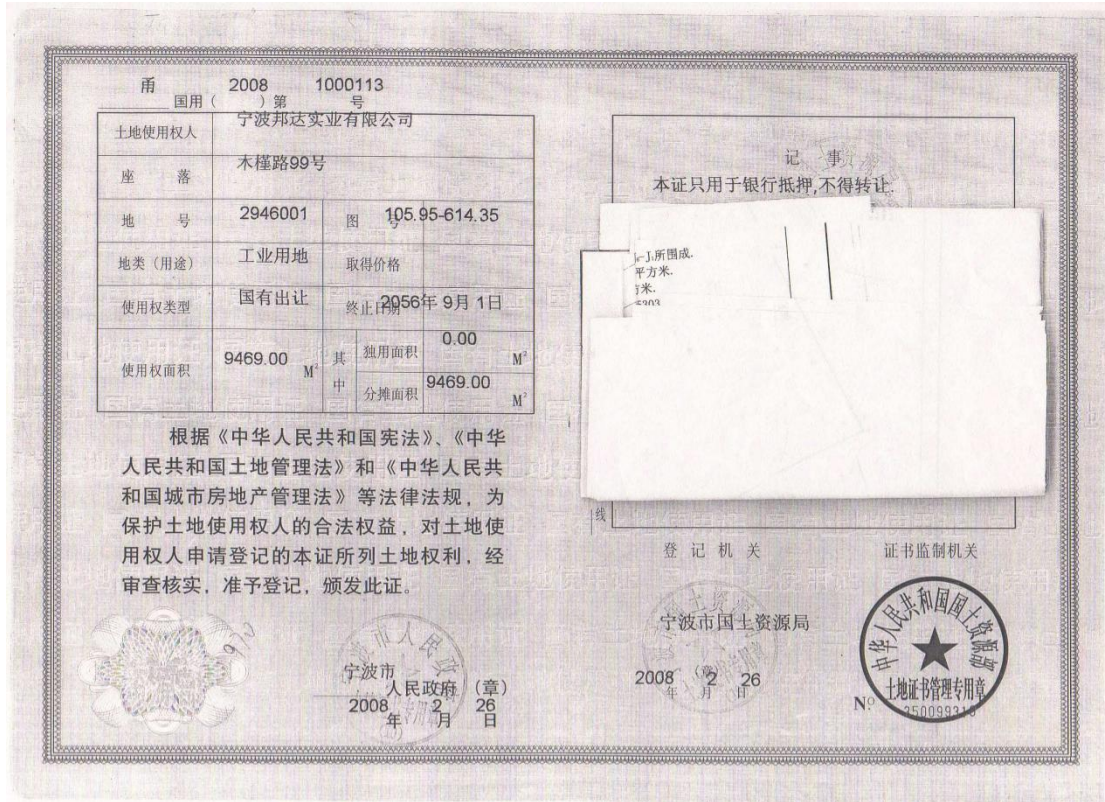 甬 2008 1000113
国用( )第 号
土地使用权人 宁波邦达实业有限公司
座 落 木槿路99号
地 号 2946001 图 号 105.95-614.35
地类(用途) 工业用地 取得价格
使用权类型 国有出让 终止日期 2056年 9月 1日
使用权面积 9469.00 M² 其中 独用面积 0.00 M²
分摊面积 9469.00 M²
根据《中华人民共和国宪法》、《中华
人民共和国土地管理法》和《中华人民共
和国城市房地产管理法》等法律法规，为
保护土地使用权人的合法权益，对土地使
用权人申请登记的本证所列土地权利，经
审查核实，准予登记，颁发此证。
宁波市
人民政府 (章)
2008 2 26
年 月 日
记 事
本证只用于银行抵押,不得转让.
所围成.
平方米.
方米.
线
登 记 机 关
宁波市国土资源局
(章)
2008 2 26
年 月 日
证书监制机关
中华人民共和国国土资源部
土地证书管理专用章
Nº